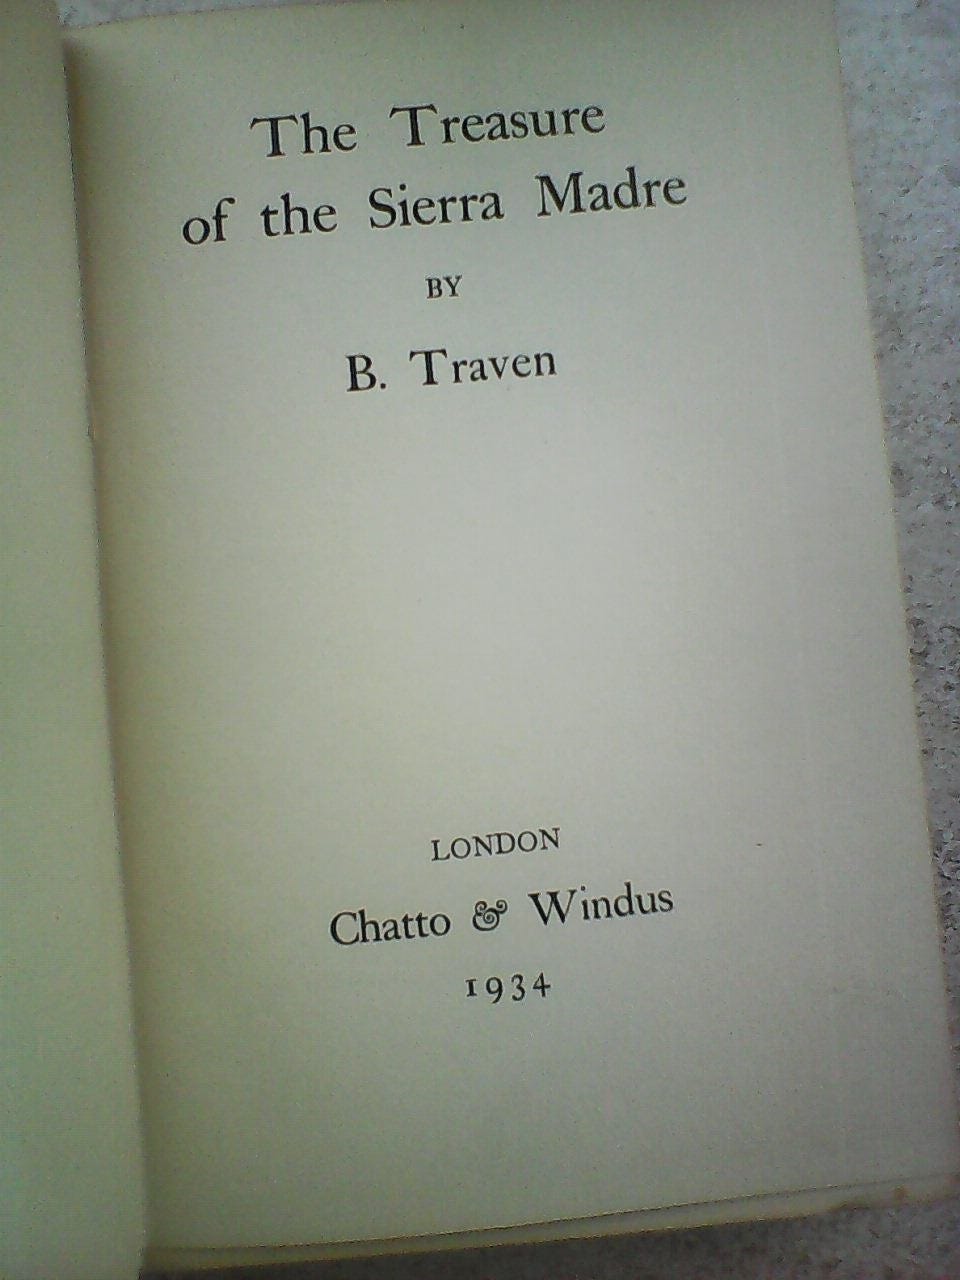 The Treasure
of the Sierra Madre
BY
B. Traven
LONDON
Chatto & Windus
1934